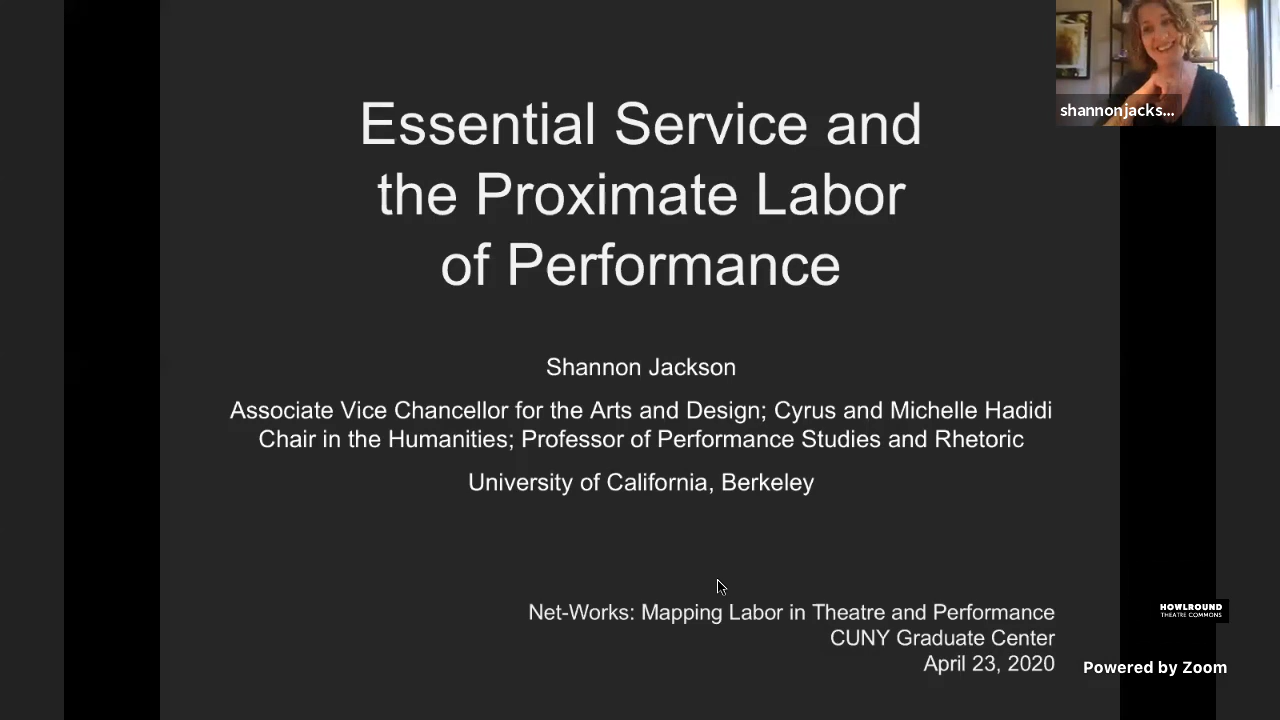 shannonjacks...
Essential Service and
the Proximate Labor
of Performance
Shannon Jackson
Associate Vice Chancellor for the Arts and Design; Cyrus and Michelle Hadidi
Chair in the Humanities; Professor of Performance Studies and Rhetoric
University of California, Berkeley
Net-Works: Mapping Labor in Theatre and Performance
CUNY Graduate Center
April 23, 2020
HOWLROUND
THEATRE COMMONS
Powered by Zoom